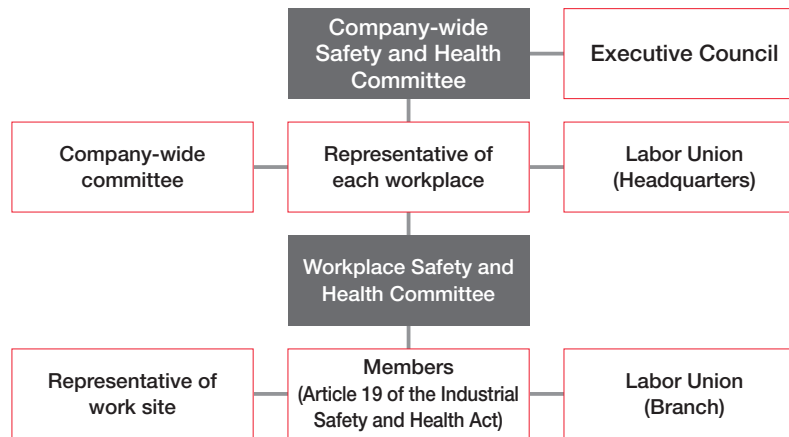 Company-wide
Safety and Health
Committee
Executive Council
Company-wide
committee
Representative of
each workplace
Labor Union
(Headquarters)
Workplace Safety and
Health Committee
Representative of
work site
Members
(Article 19 of the Industrial
Safety and Health Act)
Labor Union
(Branch)